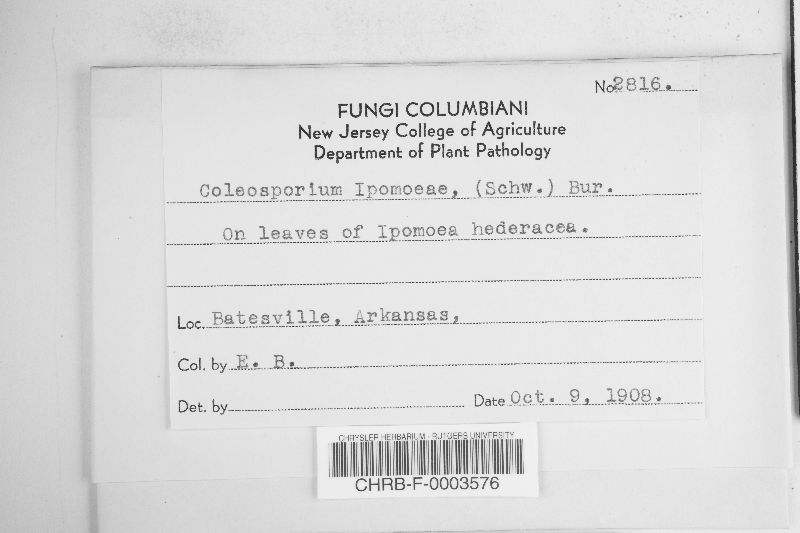 No. 2816.
FUNGI COLUMBIANI
New Jersey College of Agriculture
Department of Plant Pathology
Coleosporium Ipomoeae, (Schw.) Bur.
On leaves of Ipomoea hederacea.
Loc. Batesville, Arkansas,
Col. by E. B.
Det. by Date Oct. 9, 1908.
CHRYSLER HERBARIUM - RUTGERS UNIVERSITY
CHRB-F-0003576